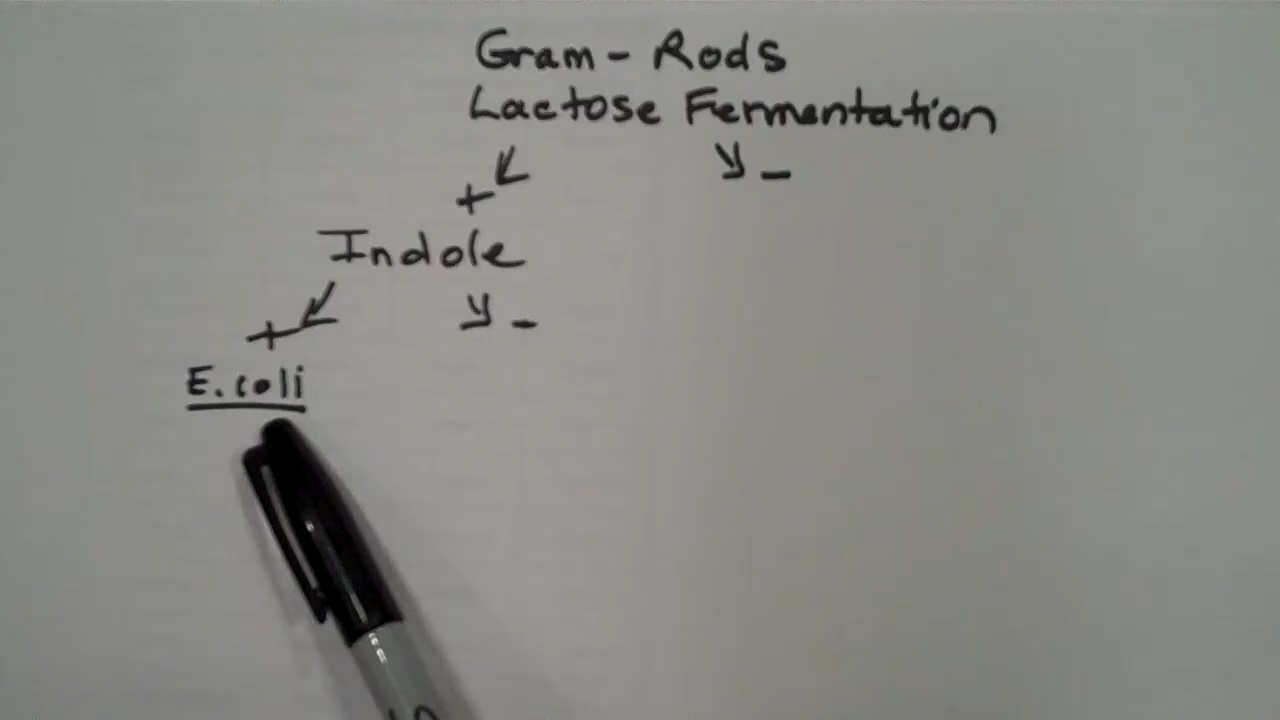 Gram - Rods
Lactose Fermentation
+ -
Indole
+ -
E. coli